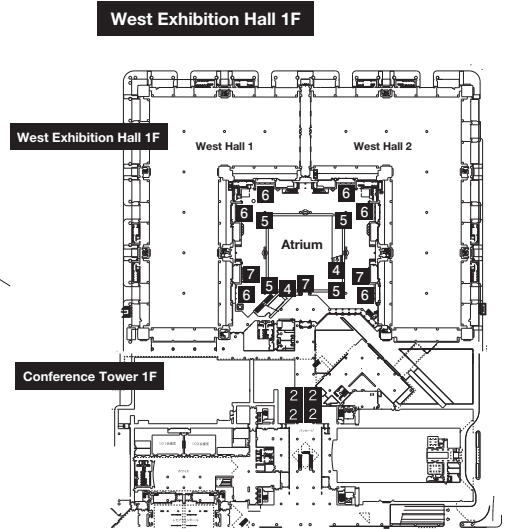 West Exhibition Hall 1F
West Exhibition Hall 1F
West Hall 1
West Hall 2
6 6
6 6
5 5
Atrium
4
7 7
5 4 7 5
6 6
Conference Tower 1F
2 2
2 2